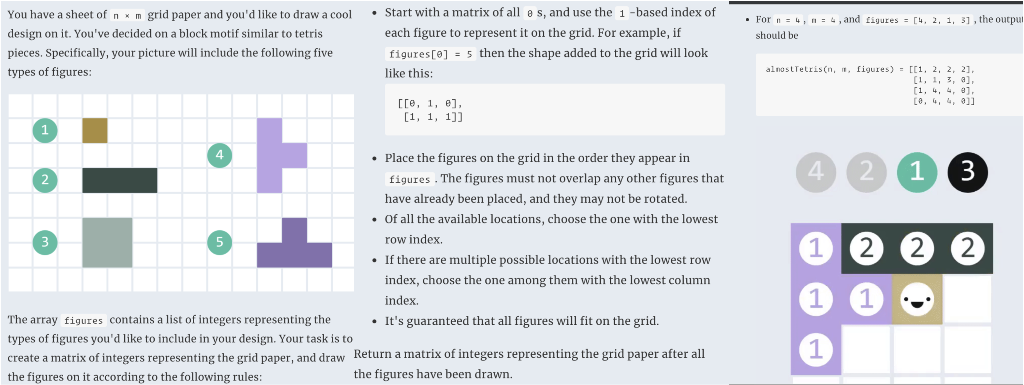 You have a sheet of n × m grid paper and you'd like to draw a cool
design on it. You've decided on a block motif similar to tetris
pieces. Specifically, your picture will include the following five
types of figures:
1
4
2
3
5
The array figures contains a list of integers representing the
types of figures you'd like to include in your design. Your task is to
create a matrix of integers representing the grid paper, and draw
the figures on it according to the following rules:
• Start with a matrix of all 0 s, and use the 1 -based index of
each figure to represent it on the grid. For example, if
figures[0] = 5 then the shape added to the grid will look
like this:
[[0, 1, 0],
[1, 1, 1]]
• Place the figures on the grid in the order they appear in
figures . The figures must not overlap any other figures that
have already been placed, and they may not be rotated.
• Of all the available locations, choose the one with the lowest
row index.
• If there are multiple possible locations with the lowest row
index, choose the one among them with the lowest column
index.
• It's guaranteed that all figures will fit on the grid.
Return a matrix of integers representing the grid paper after all
the figures have been drawn.
• For n = 4 , m = 4 , and figures = [4, 2, 1, 3] , the output
should be
almostTetris(n, m, figures) = [[1, 2, 2, 2],
[1, 1, 3, 0],
[1, 4, 4, 0],
[0, 4, 4, 0]]
4 2 1 3
1 2 2 2
1 1
1